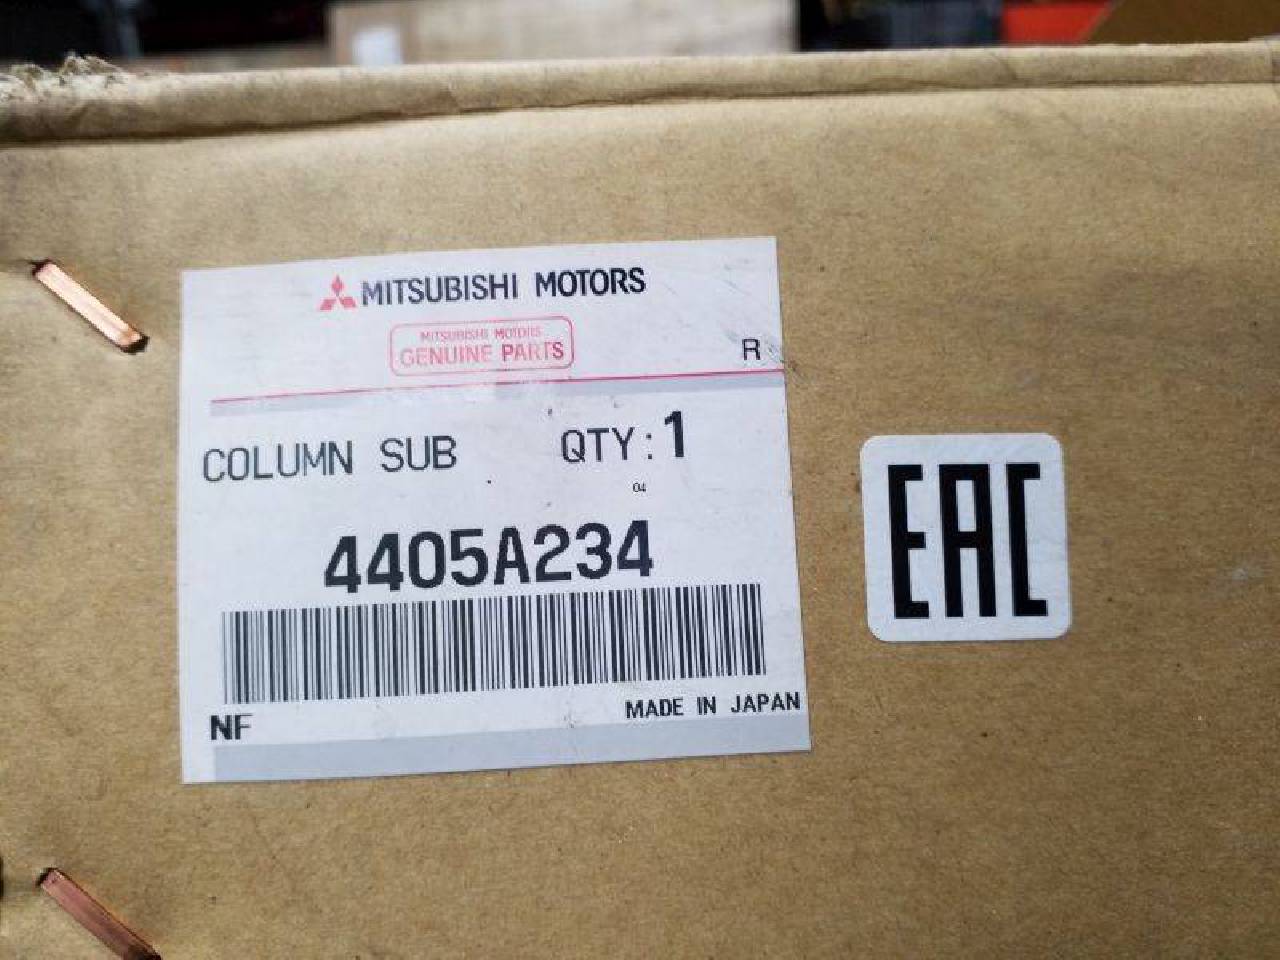 MITSUBISHI MOTORS
MITSUBISHI MOTORS
GENUINE PARTS
R
COLUMN SUB QTY:1
04
4405A234
NF MADE IN JAPAN
EAC